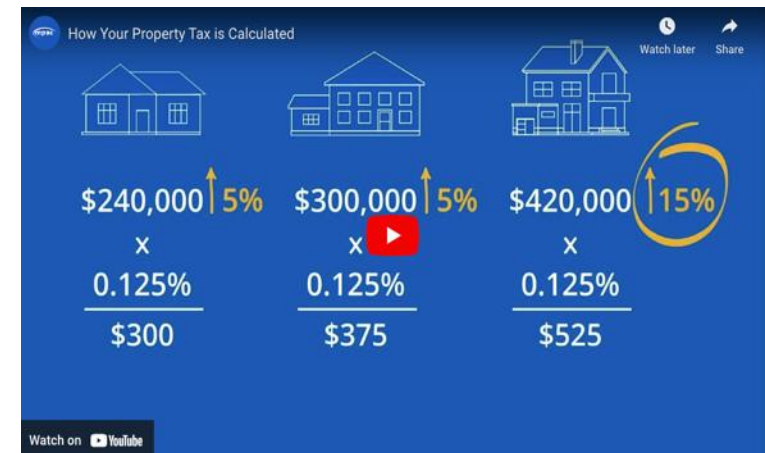 mpac
How Your Property Tax is Calculated
Watch later
Share
$240,000 5% $300,000 5% $420,000 15%
x x x
0.125% 0.125% 0.125%
$300 $375 $525
Watch on YouTube